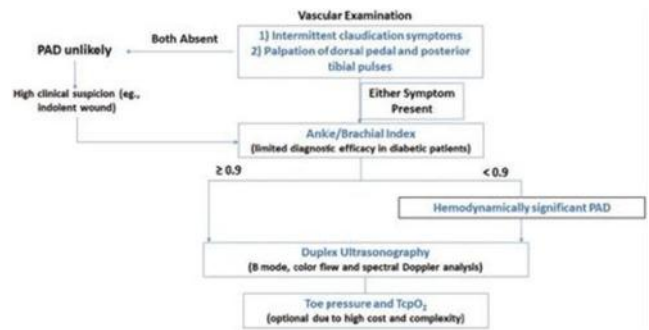 Vascular Examination
1) Intermittent claudication symptoms
2) Palpation of dorsal pedal and posterior
tibial pulses
Both Absent
PAD unlikely
High clinical suspicion (eg.,
indolent wound)
Either Symptom
Present
Ankle/Brachial Index
(limited diagnostic efficacy in diabetic patients)
≥ 0.9
< 0.9
Hemodynamically significant PAD
Duplex Ultrasonography
(B mode, color flow and spectral Doppler analysis)
Toe pressure and TcpO₂
(optional due to high cost and complexity)